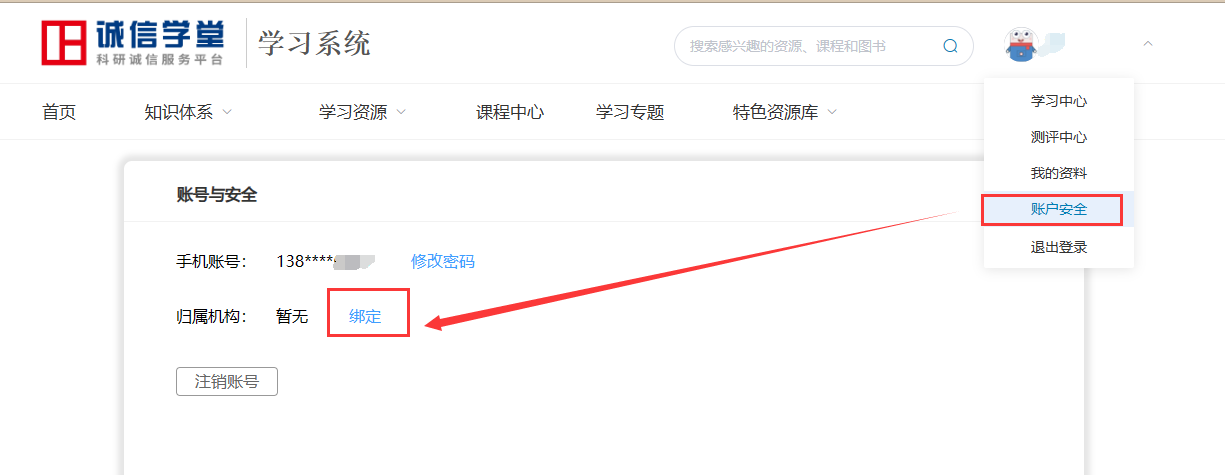 诚信学堂
科研诚信服务平台
学习系统
搜索感兴趣的资源、课程和图书
首页 知识体系 学习资源 课程中心 学习专题 特色资源库
学习中心
测评中心
我的资料
账户安全
退出登录
账号与安全
手机账号： 138**** 修改密码
归属机构： 暂无 绑定
注销账号